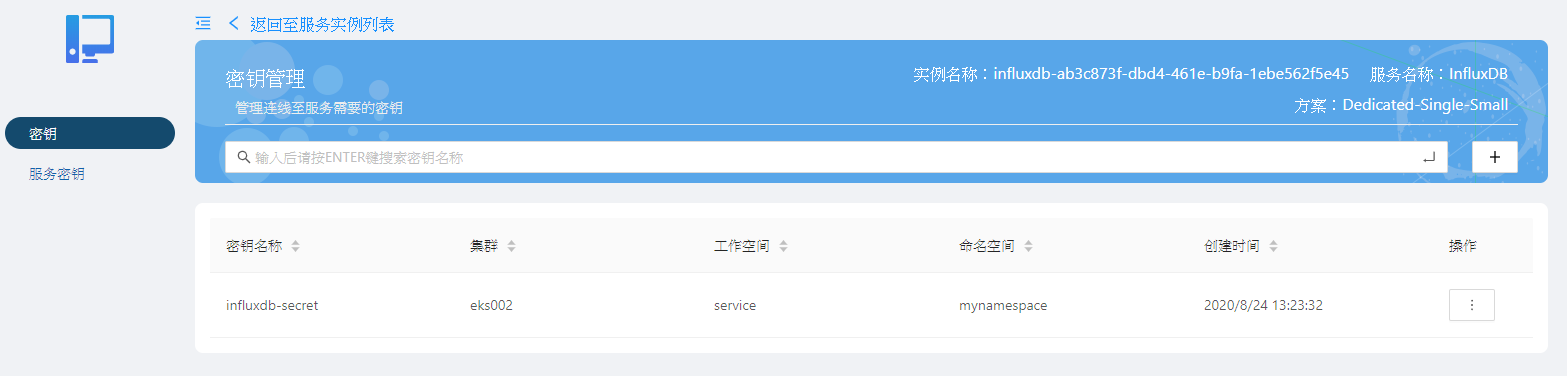 返回至服务实例列表
密钥管理
实例名称：influxdb-ab3c873f-dbd4-461e-b9fa-1ebe562f5e45 服务名称：InfluxDB
管理连线至服务需要的密钥
方案：Dedicated-Single-Small
密钥
输入后请按ENTER键搜索密钥名称
+
服务密钥
密钥名称 集群 工作空间 命名空间 创建时间 操作
influxdb-secret eks002 service mynamespace 2020/8/24 13:23:32